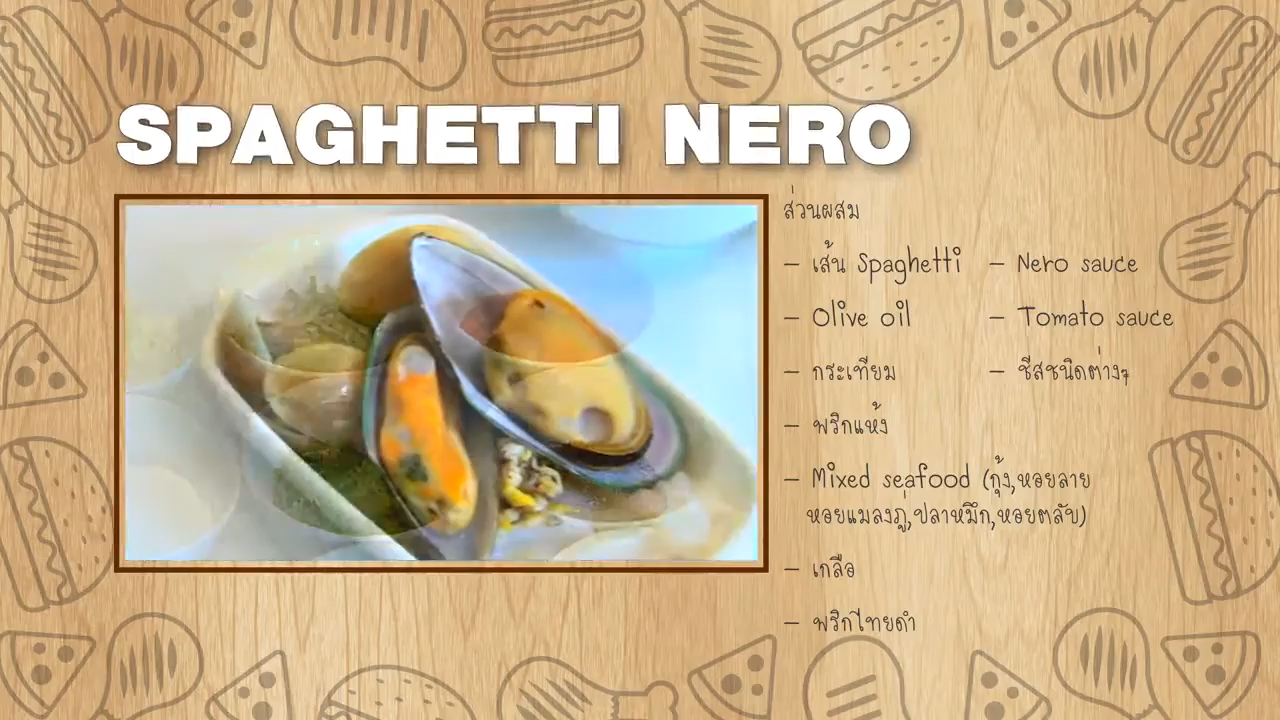 SPAGHETTI NERO
ส่วนผสม
- เส้น Spaghetti
- Olive oil
- กระเทียม
- พริกแห้ง
- Mixed seafood (กุ้ง,หอยลาย
หอยแมลงภู่,ปลาหมึก,หอยตลับ)
- เกลือ
- พริกไทยดำ
- Nero sauce
- Tomato sauce
- ชีสชนิดต่างๆ